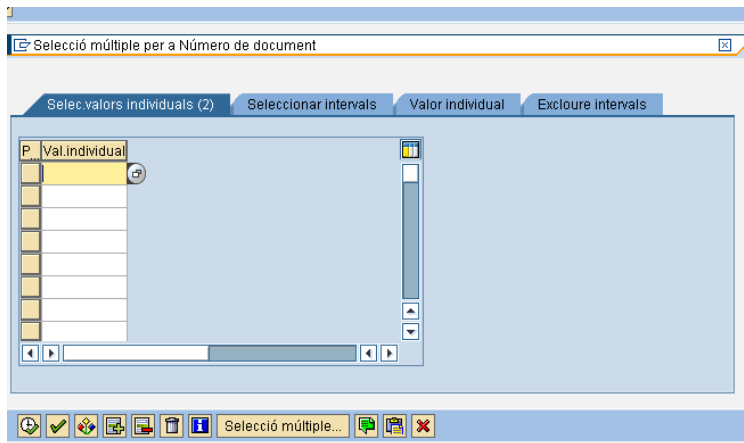 Selecció múltiple per a Número de document
Selec.valors individuals (2) Seleccionar intervals Valor individual Excloure intervals
P... Val.individual
Selecció múltiple...